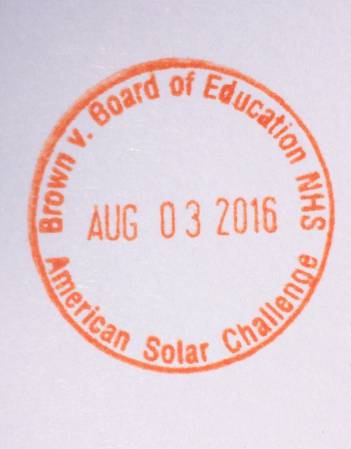 Brown v. Board of Education NHS
AUG 03 2016
American Solar Challenge